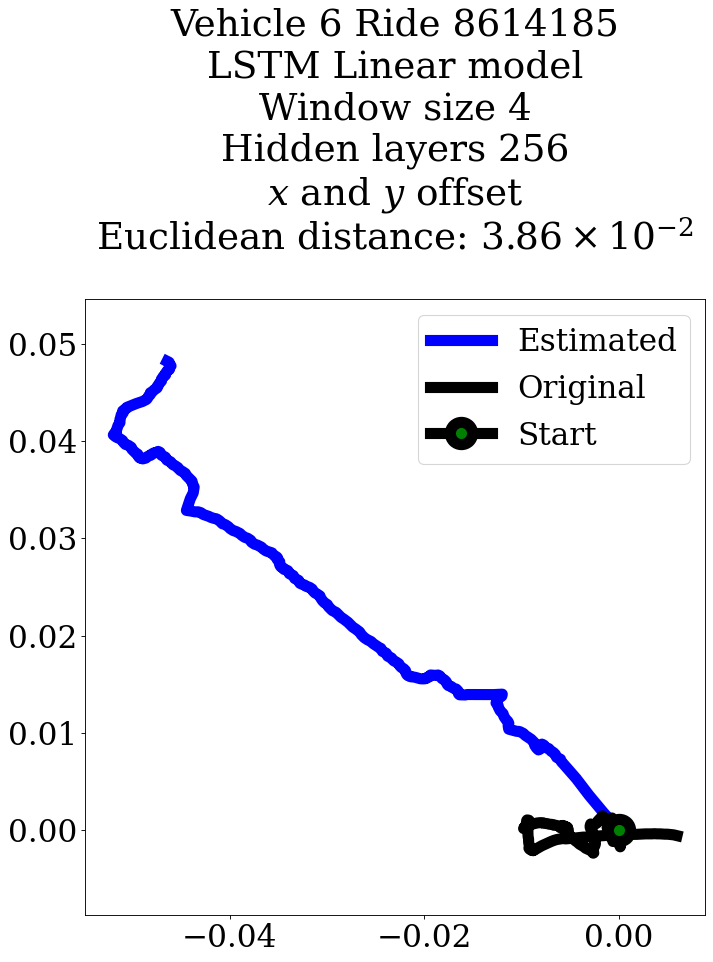 Vehicle 6 Ride 8614185
LSTM Linear model
Window size 4
Hidden layers 256
x and y offset
Euclidean distance: 3.86 × 10⁻²
Estimated
Original
Start
0.05
0.04
0.03
0.02
0.01
0.00
−0.04
−0.02
0.00